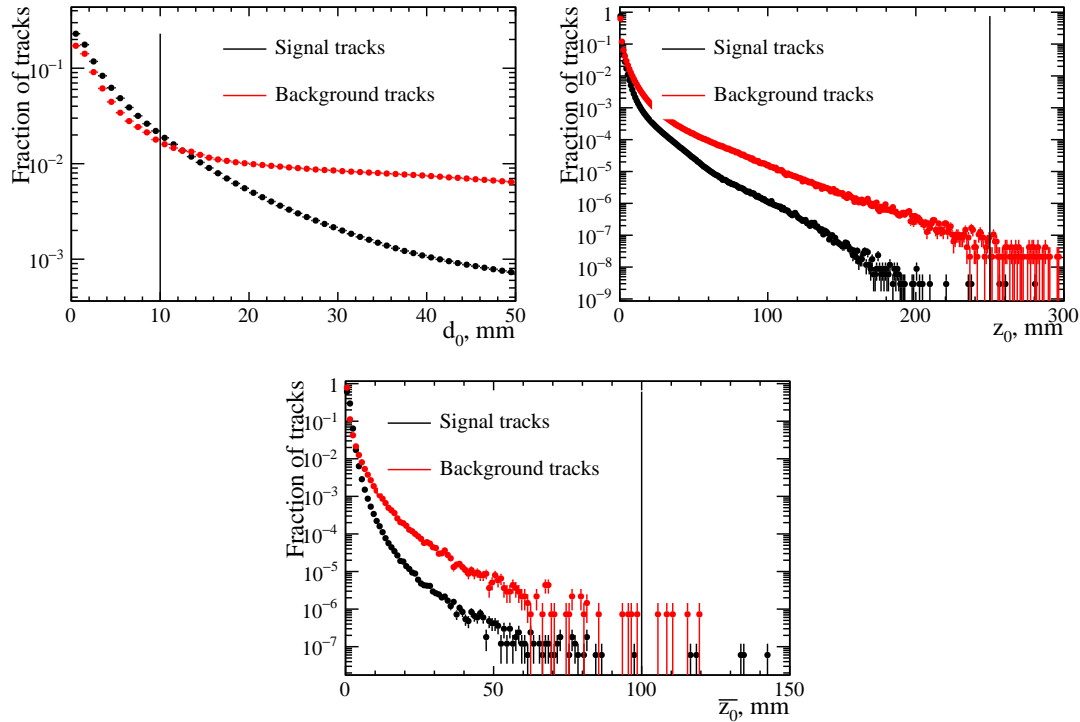 Fraction of tracks
10⁻¹
10⁻²
10⁻³
Signal tracks
Background tracks
0 10 20 30 40 50
d₀, mm
Fraction of tracks
1
10⁻¹
10⁻²
10⁻³
10⁻⁴
10⁻⁵
10⁻⁶
10⁻⁷
10⁻⁸
10⁻⁹
Signal tracks
Background tracks
0 100 200 300
z₀, mm
Fraction of tracks
1
10⁻¹
10⁻²
10⁻³
10⁻⁴
10⁻⁵
10⁻⁶
10⁻⁷
Signal tracks
Background tracks
0 50 100 150
z̅₀, mm